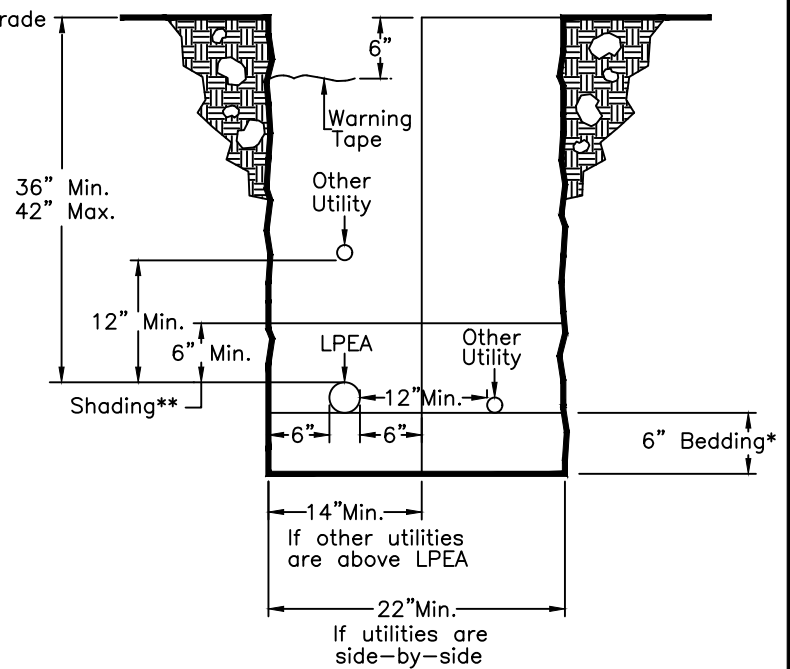 6"
Warning
Tape
Other
Utility
36" Min.
42" Max.
12" Min.
6" Min.
LPEA
Other
Utility
Shading**
12"Min.
6"
6"
6" Bedding*
14"Min.
If other utilities
are above LPEA
22"Min.
If utilities are
side-by-side